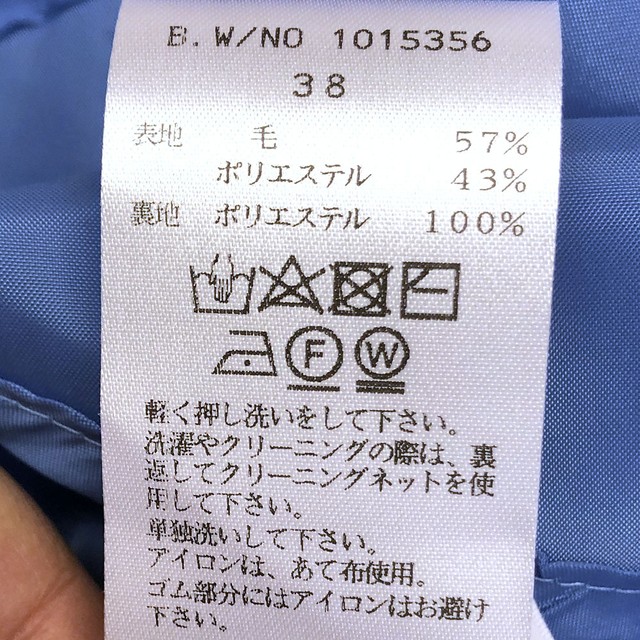 B.W/NO 1015356
38
表地 毛 57%
ポリエステル 43%
裏地 ポリエステル 100%
F W
軽く押し洗いをして下さい。
洗濯やクリーニングの際は、裏
返してクリーニングネットを使
用して下さい。
単独洗いして下さい。
アイロンは、あて布使用。
ゴム部分にはアイロンはお避け
下さい。